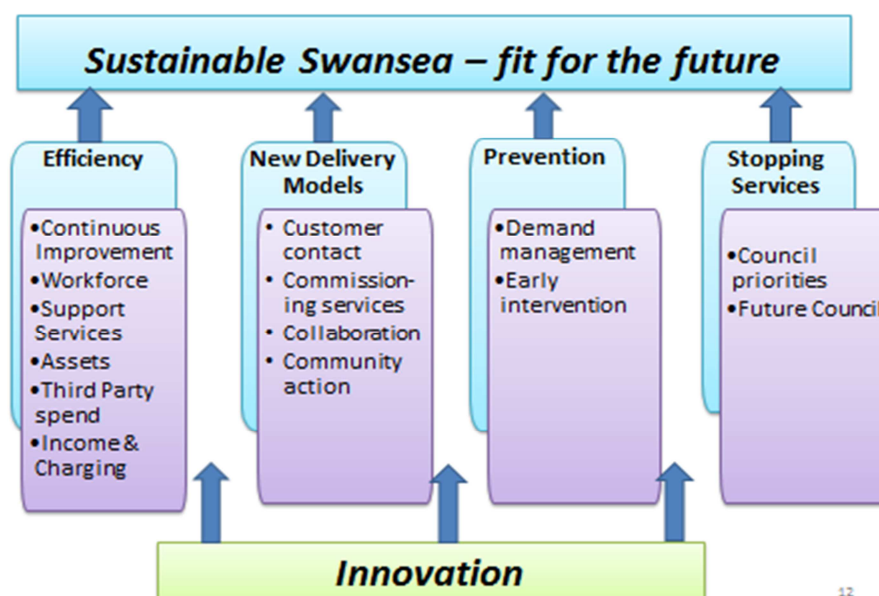 Sustainable Swansea – fit for the future
Efficiency
•Continuous
Improvement
•Workforce
•Support
Services
•Assets
•Third Party
spend
•Income &
Charging
New Delivery
Models
• Customer
contact
• Commission-
ing services
• Collaboration
• Community
action
Prevention
•Demand
management
•Early
intervention
Stopping
Services
•Council
priorities
•Future Council
Innovation
12